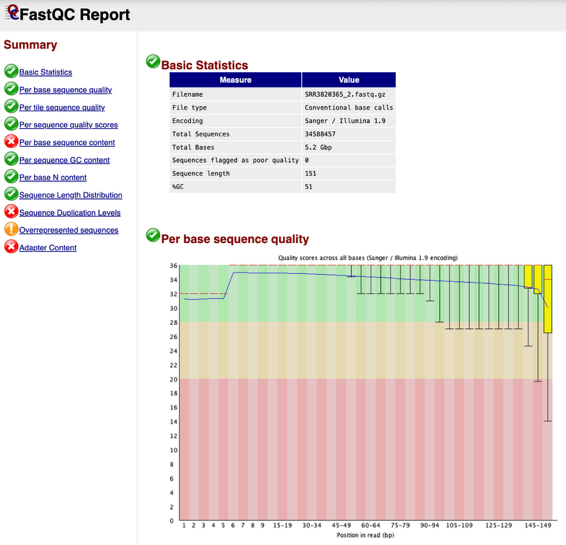 FastQC Report
Summary
Basic Statistics
Per base sequence quality
Per tile sequence quality
Per sequence quality scores
Per base sequence content
Per sequence GC content
Per base N content
Sequence Length Distribution
Sequence Duplication Levels
Overrepresented sequences
Adapter Content
Basic Statistics
Measure Value
Filename SRR3820365_2.fastq.gz
File type Conventional base calls
Encoding Sanger / Illumina 1.9
Total Sequences 34588457
Total Bases 5.2 Gbp
Sequences flagged as poor quality 0
Sequence length 151
%GC 51
Per base sequence quality
Quality scores across all bases (Sanger / Illumina 1.9 encoding)
36
34
32
30
28
26
24
22
20
18
16
14
12
10
8
6
4
2
0
1 2 3 4 5 6 7 8 9 15-19 30-34 45-49 60-64 75-79 90-94 105-109 125-129 145-149
Position in read (bp)